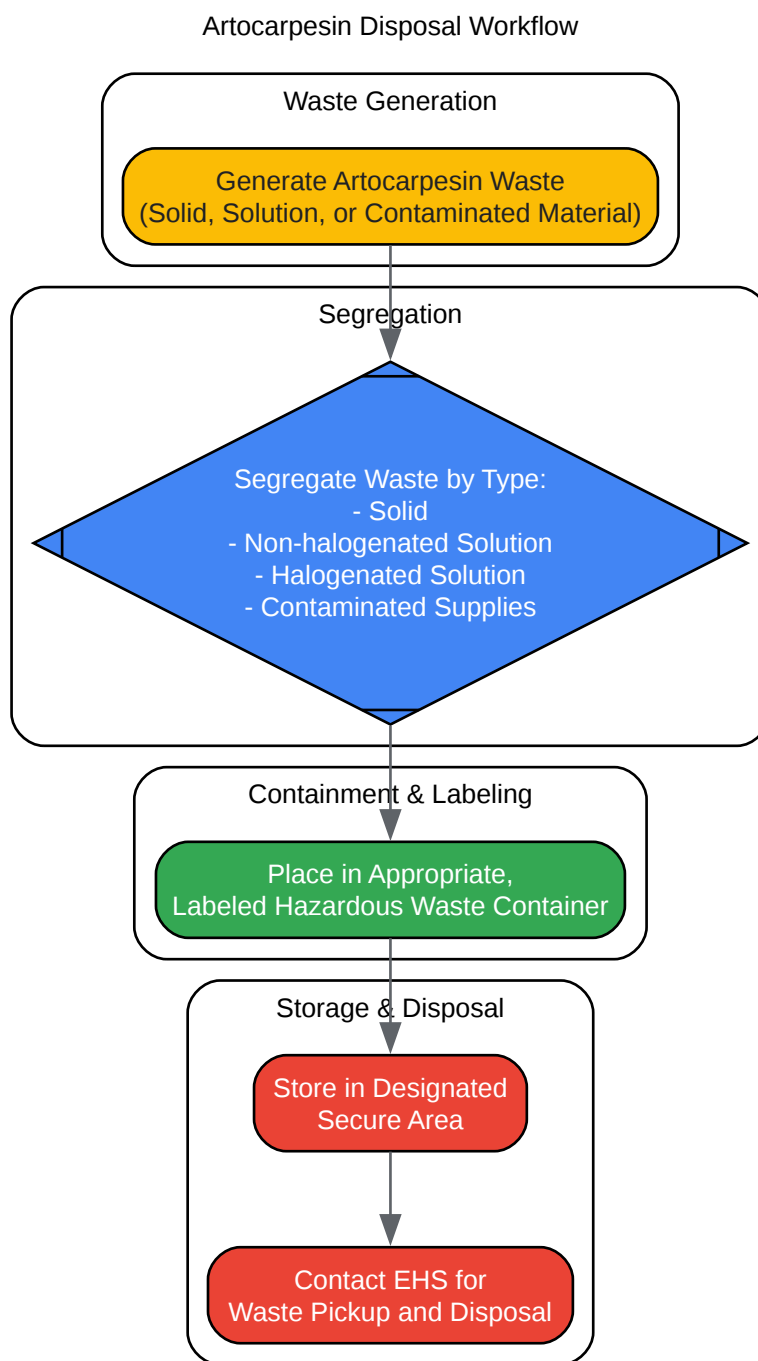 Artocarpesin Disposal Workflow
Waste Generation
Generate Artocarpesin Waste
(Solid, Solution, or Contaminated Material)
Segregation
Segregate Waste by Type:
- Solid
- Non-halogenated Solution
- Halogenated Solution
- Contaminated Supplies
Containment & Labeling
Place in Appropriate,
Labeled Hazardous Waste Container
Storage & Disposal
Store in Designated
Secure Area
Contact EHS for
Waste Pickup and Disposal